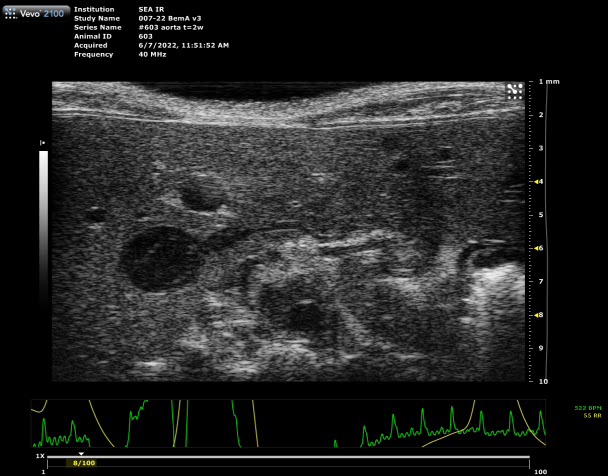 Vevo 2100
Institution SEA IR
Study Name 007-22 BemA v3
Series Name #603 aorta t=2w
Animal ID 603
Acquired 6/7/2022, 11:51:52 AM
Frequency 40 MHz
1 mm
2
3
4
5
6
7
8
9
10
522 BPM
55 RR
1X
8/100
1
100